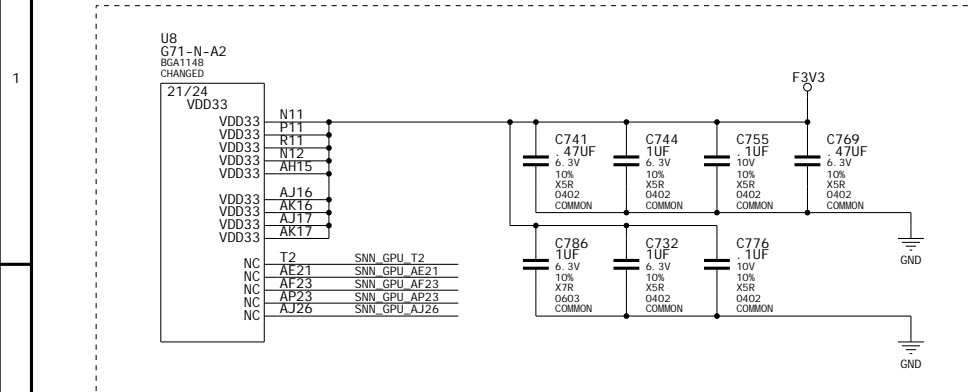 1
U8
G71-N-A2
BGA1148
CHANGED
21/24
VDD33
VDD33 N11
VDD33 P11
VDD33 R11
VDD33 N12
VDD33 AH15
VDD33 AJ16
VDD33 AK16
VDD33 AJ17
VDD33 AK17
NC T2 SNN_GPU_T2
NC AE21 SNN_GPU_AE21
NC AF23 SNN_GPU_AF23
NC AP23 SNN_GPU_AP23
NC AJ26 SNN_GPU_AJ26
F3V3
C741
.47UF
6.3V
10%
X5R
0402
COMMON
C744
1UF
6.3V
10%
X5R
0402
COMMON
C755
.1UF
10V
10%
X5R
0402
COMMON
C769
.47UF
6.3V
10%
X5R
0402
COMMON
GND
C786
1UF
6.3V
10%
X7R
0603
COMMON
C732
1UF
6.3V
10%
X5R
0402
COMMON
C776
.1UF
10V
10%
X5R
0402
COMMON
GND